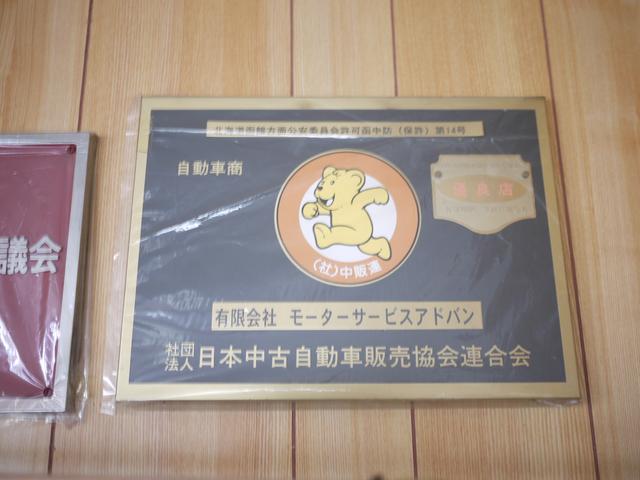 北海道函館方面公安委員会許可函中防(保許)第14号
自動車商
優良店
(社)中販連
有限会社 モーターサービスアドバン
社団法人日本中古自動車販売協会連合会
議会